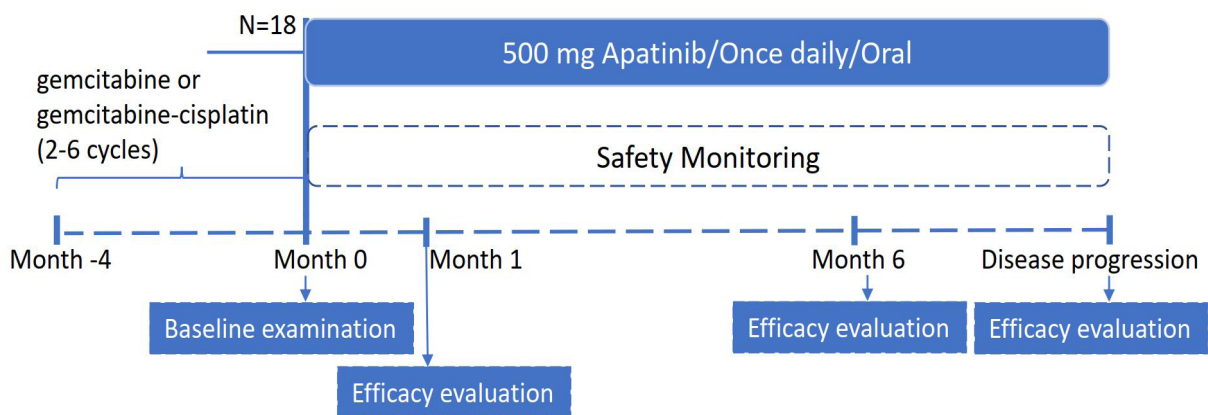 N=18
500 mg Apatinib/Once daily/Oral
gemcitabine or
gemcitabine-cisplatin
(2-6 cycles)
Safety Monitoring
Month -4
Month 0
Month 1
Month 6
Disease progression
Baseline examination
Efficacy evaluation
Efficacy evaluation
Efficacy evaluation